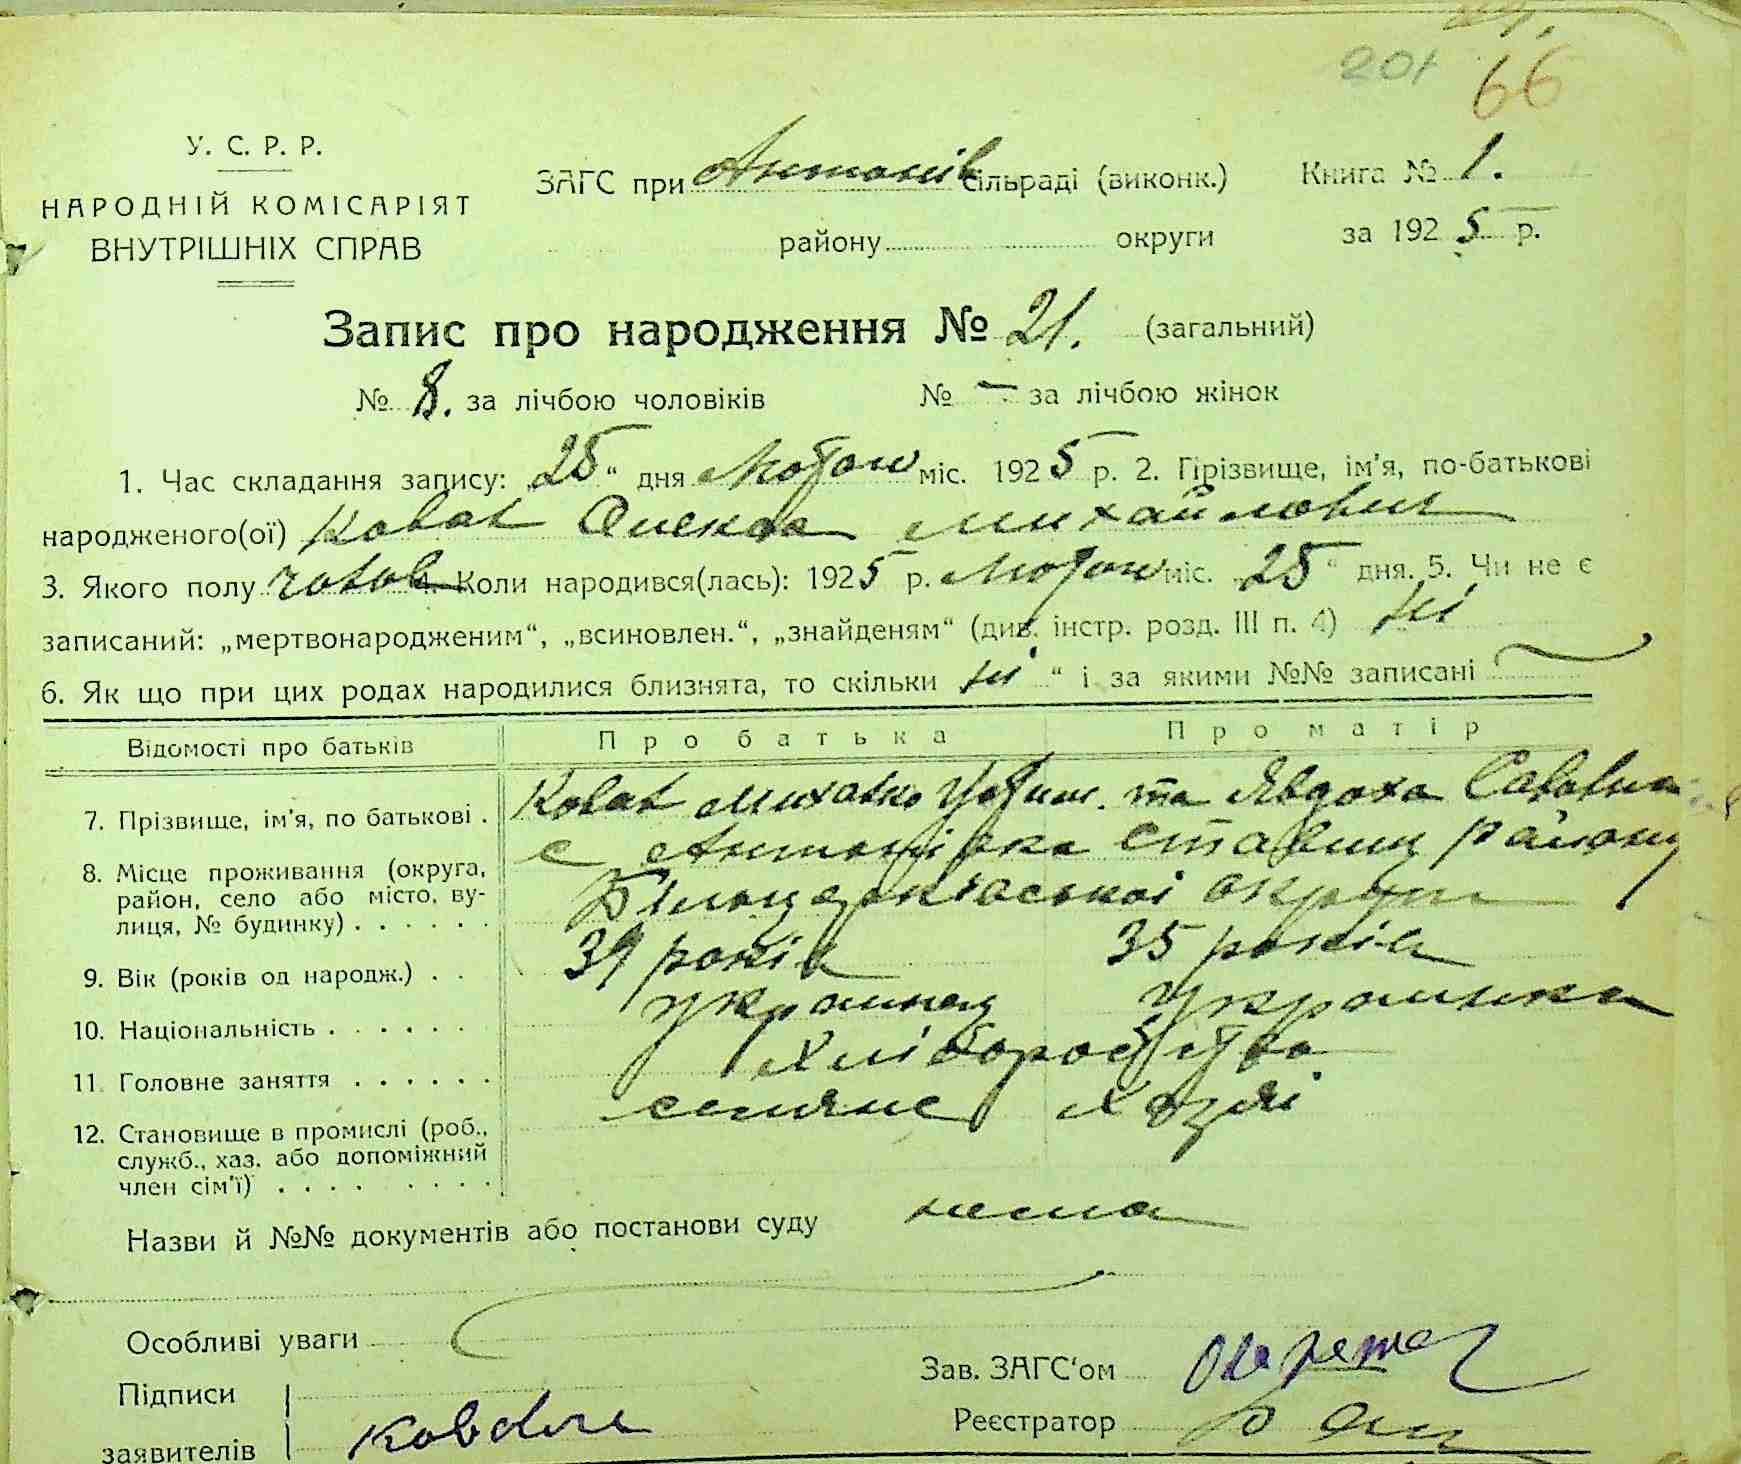 201 66
У. С. Р. Р.
НАРОДНІЙ КОМІСАРІЯТ
ВНУТРІШНІХ СПРАВ
ЗАГС при Антонів сільраді (виконк.) Книга № 1.
району округи за 1925 р.
Запис про народження № 21. (загальний)
№ 8. за лічбою чоловіків № – за лічбою жінок
1. Час складання запису: „25“ дня Лютого міс. 1925 р. 2. Прізвище, ім'я, по-батькові
народженого(ої) Коваль Олекса Михайлович
3. Якого полу чолов 4. Коли народився(лась): 1925 р. Лютого міс. „25“ дня. 5. Чи не є
записаний: „мертвонародженим“, „всиновлен.“, „знайденям“ (див. інстр. розд. III п. 4) ні
6. Як що при цих родах народилися близнята, то скільки „ні“ і за якими №№ записані
Відомості про батьків Про батька Про матір
7. Прізвище, ім'я, по батькові . Коваль Михайло та Явдоха Савовна
8. Місце проживання (округа, с Антонівка Ставищ району
район, село або місто, ву- Білоцерківської округи
лиця, № будинку) . . . . . .
9. Вік (років од народж.) . . 39 років 35 років
10. Національність . . . . . . українец українка
11. Головне заняття . . . . . . хліборобство
12. Становище в промислі (роб., селяне хазяї
служб., хаз. або допоміжний
член сім'ї) . . . . . . . .
Назви й №№ документів або постанови суду нема
Особливі уваги
Зав. ЗАГС'ом
Підписи
Реєстратор
заявителів